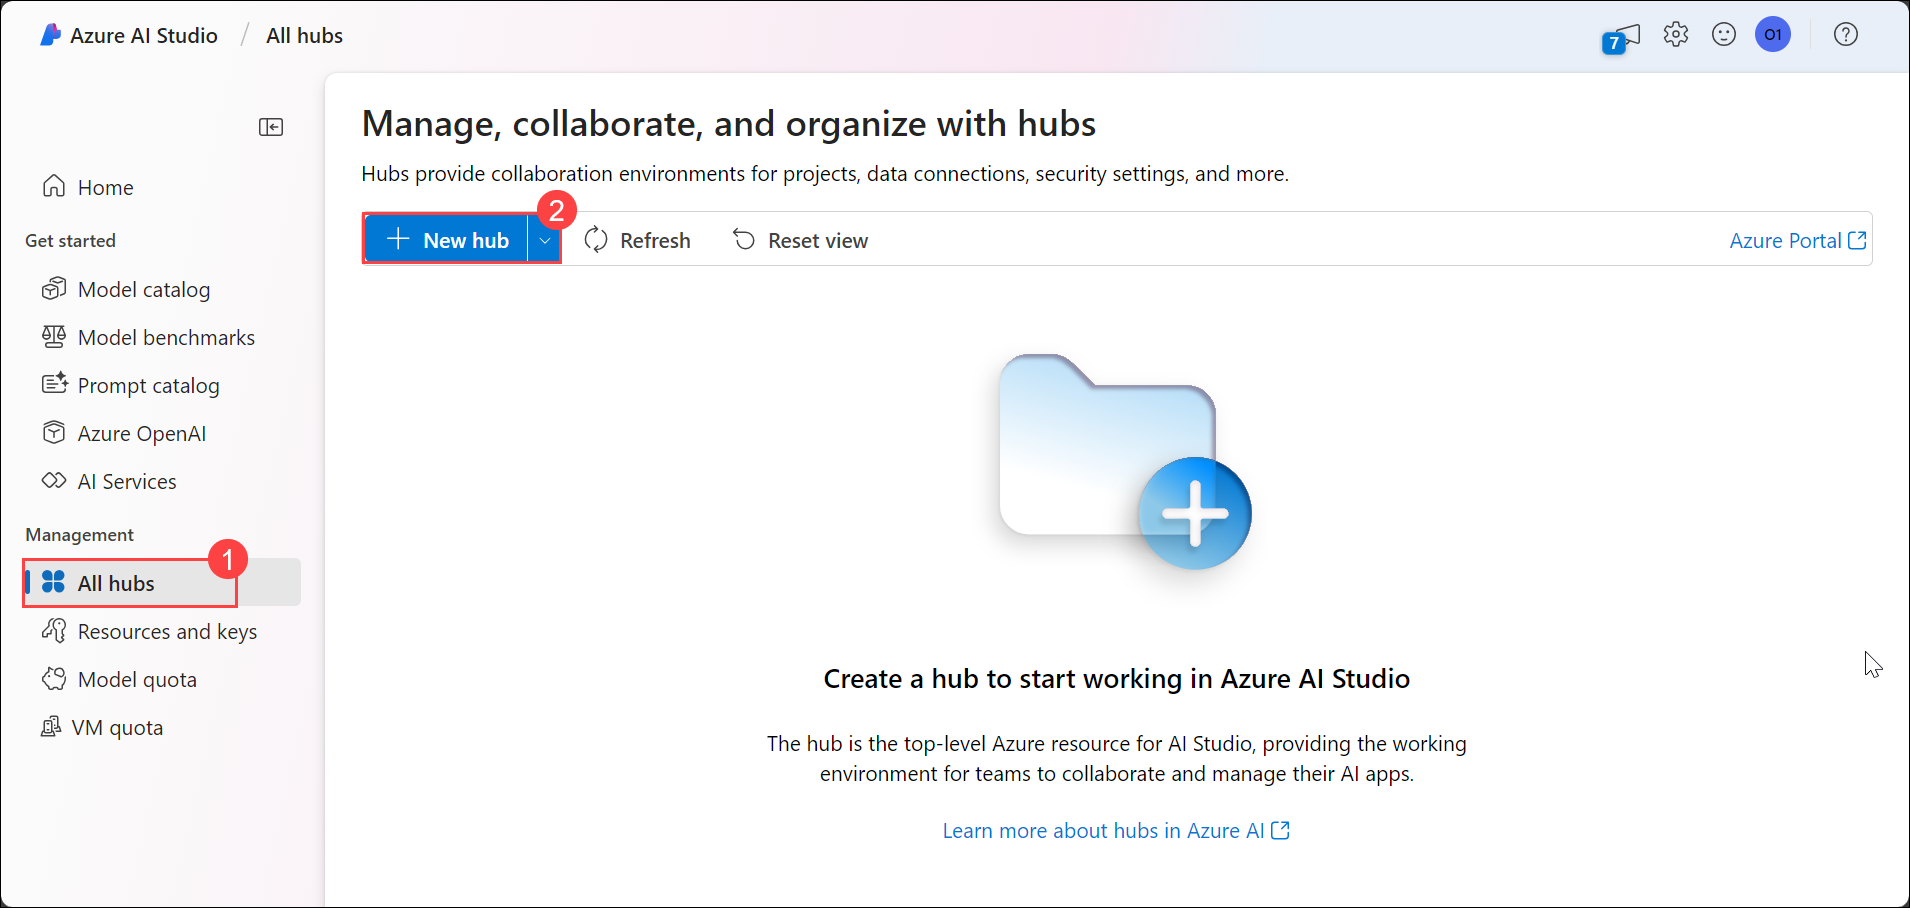 Azure AI Studio / All hubs
7
O1
Manage, collaborate, and organize with hubs
Hubs provide collaboration environments for projects, data connections, security settings, and more.
New hub
2
Refresh
Reset view
Azure Portal
Home
Get started
Model catalog
Model benchmarks
Prompt catalog
Azure OpenAI
AI Services
Management
1
All hubs
Resources and keys
Model quota
VM quota
Create a hub to start working in Azure AI Studio
The hub is the top-level Azure resource for AI Studio, providing the working
environment for teams to collaborate and manage their AI apps.
Learn more about hubs in Azure AI